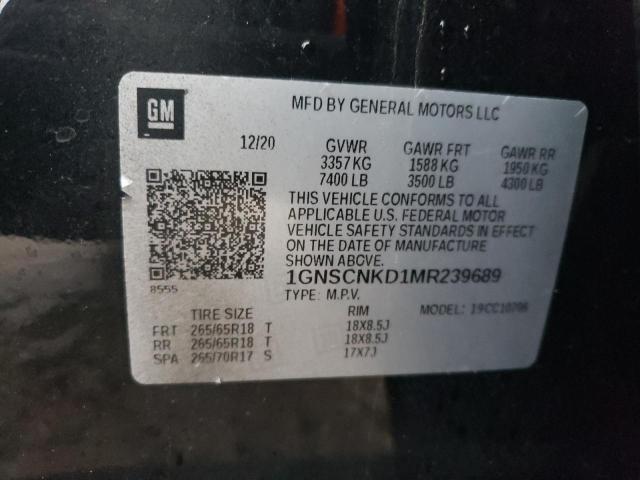 GM
MFD BY GENERAL MOTORS LLC
12/20 GVWR GAWR FRT GAWR RR
3357 KG 1588 KG 1950 KG
7400 LB 3500 LB 4300 LB
THIS VEHICLE CONFORMS TO ALL
APPLICABLE U.S. FEDERAL MOTOR
VEHICLE SAFETY STANDARDS IN EFFECT
ON THE DATE OF MANUFACTURE
SHOWN ABOVE.
8555
1GNSCNKD1MR239689
TYPE: M.P.V. MODEL: 19CC10706
TIRE SIZE RIM
FRT 265/65R18 T 18X8.5J
RR 265/65R18 T 18X8.5J
SPA 265/70R17 S 17X7J